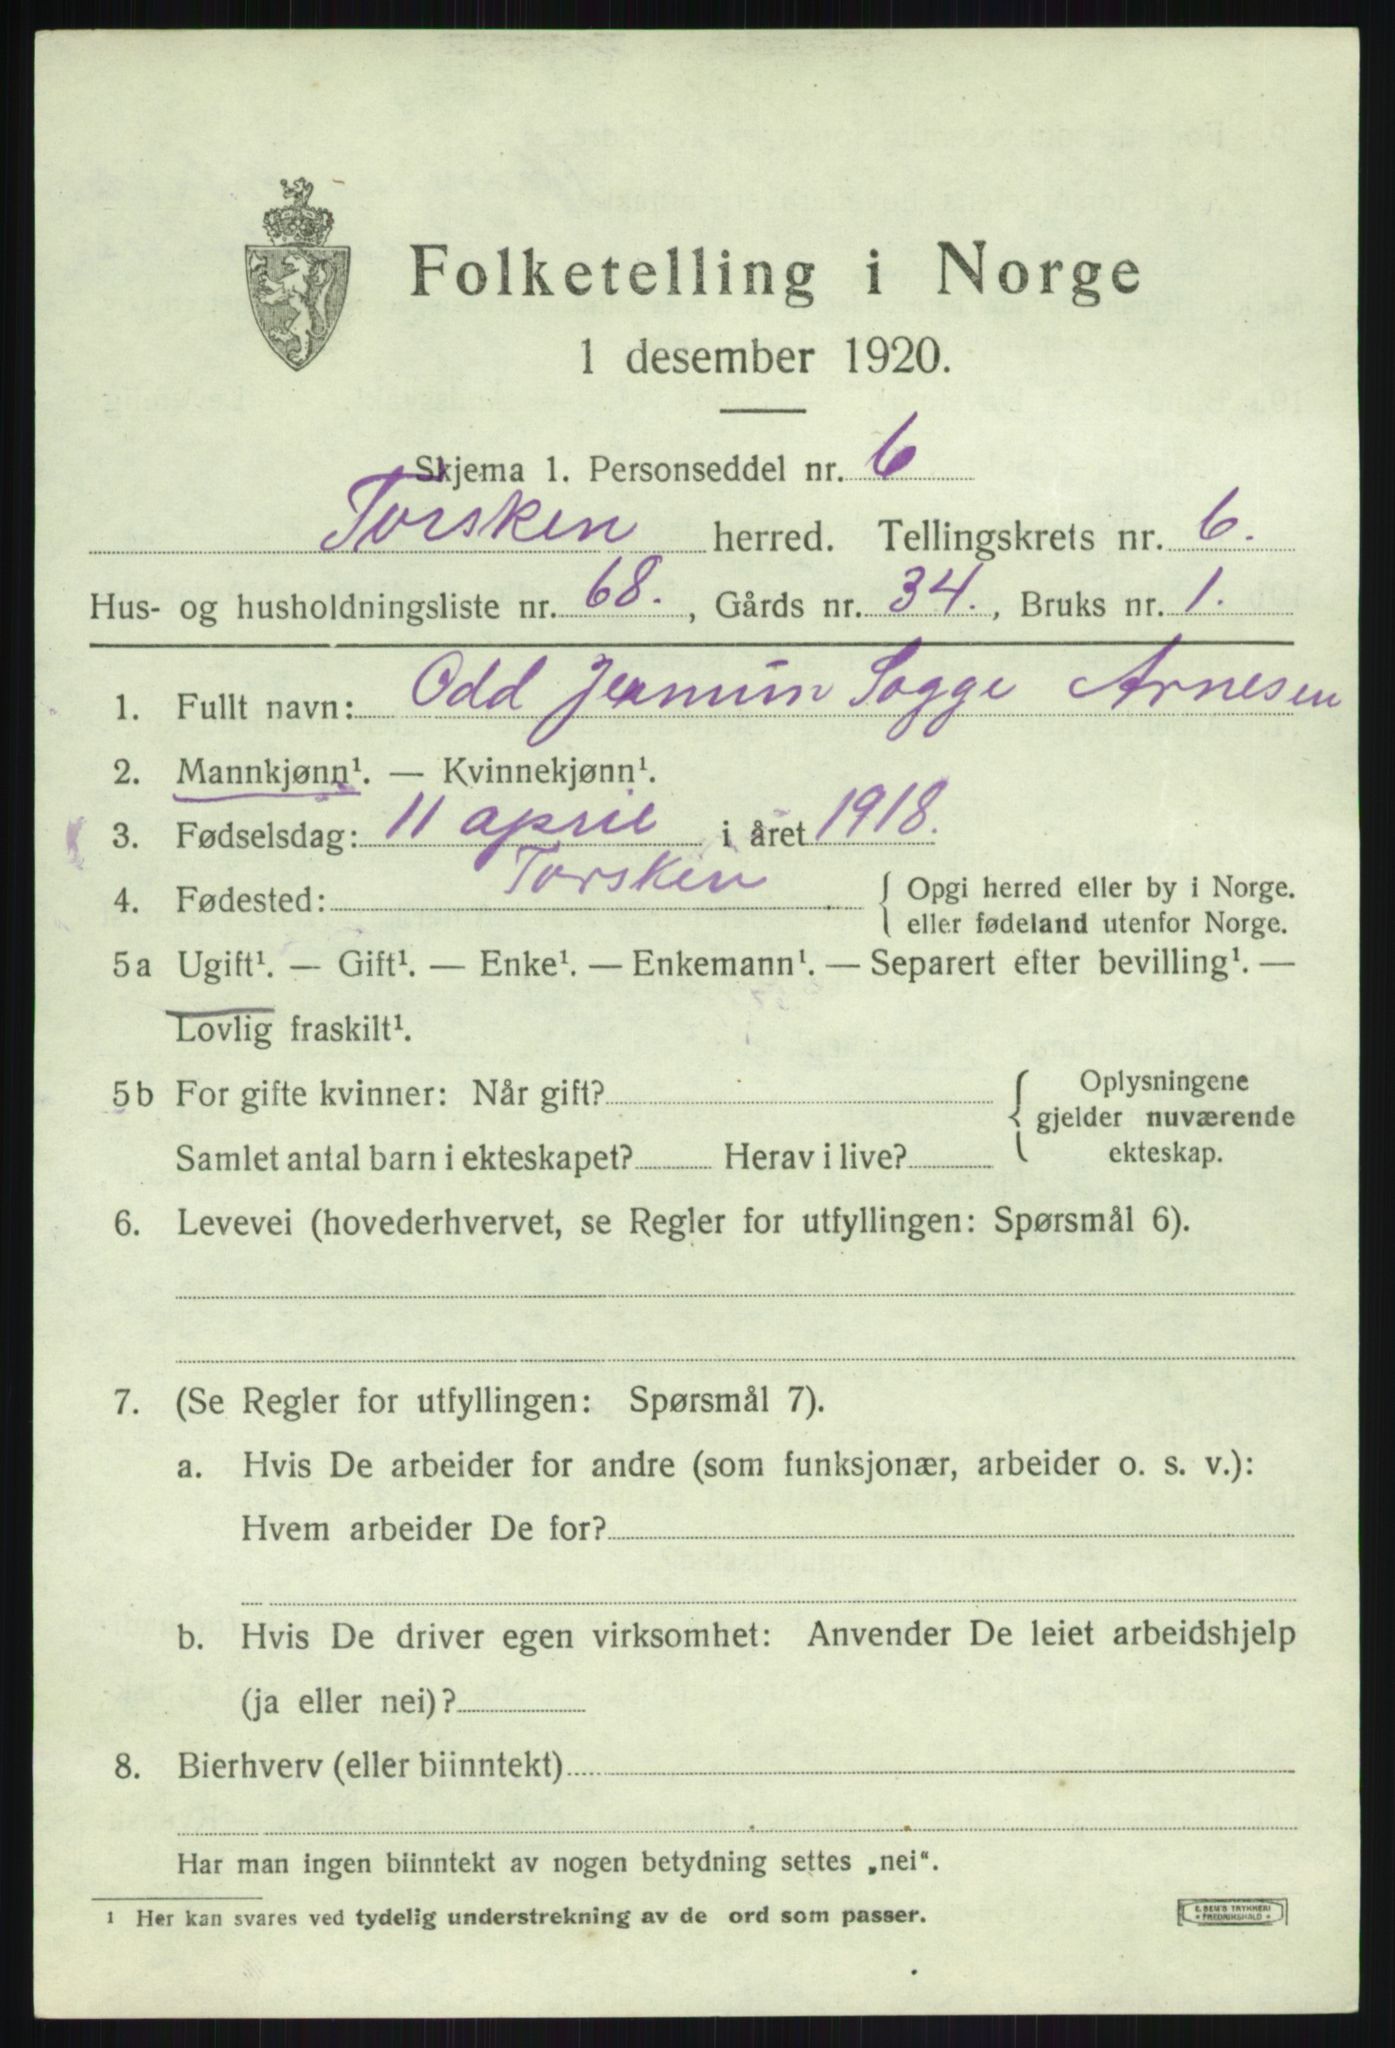 Folketelling i Norge
1 desember 1920.
Skjema 1. Personseddel nr. 6
Torsken herred. Tellingskrets nr. 6.
Hus- og husholdningsliste nr. 68., Gårds nr. 34., Bruks nr. 1.
1. Fullt navn: Odd Sogge Arnesen
2. Mannkjønn¹. — Kvinnekjønn¹.
3. Fødselsdag: 11 april i året 1918.
4. Fødested: Torsken { Opgi herred eller by i Norge.
eller fødeland utenfor Norge.
5a Ugift¹. — Gift¹. — Enke¹. — Enkemann¹. — Separert efter bevilling¹. —
Lovlig fraskilt¹.
5b For gifte kvinner: Når gift? { Oplysningene
gjelder nuværende
Samlet antal barn i ekteskapet? Herav i live? ekteskap.
6. Levevei (hovederhvervet, se Regler for utfyllingen: Spørsmål 6).
7. (Se Regler for utfyllingen: Spørsmål 7).
a. Hvis De arbeider for andre (som funksjonær, arbeider o. s. v.):
Hvem arbeider De for?
b. Hvis De driver egen virksomhet: Anvender De leiet arbeidshjelp
(ja eller nei)?
8. Bierhverv (eller biinntekt)
Har man ingen biinntekt av nogen betydning settes „nei“.
¹ Her kan svares ved tydelig understrekning av de ord som passer.
E. SEM'S TRYKKERI
FREDRIKSHALD